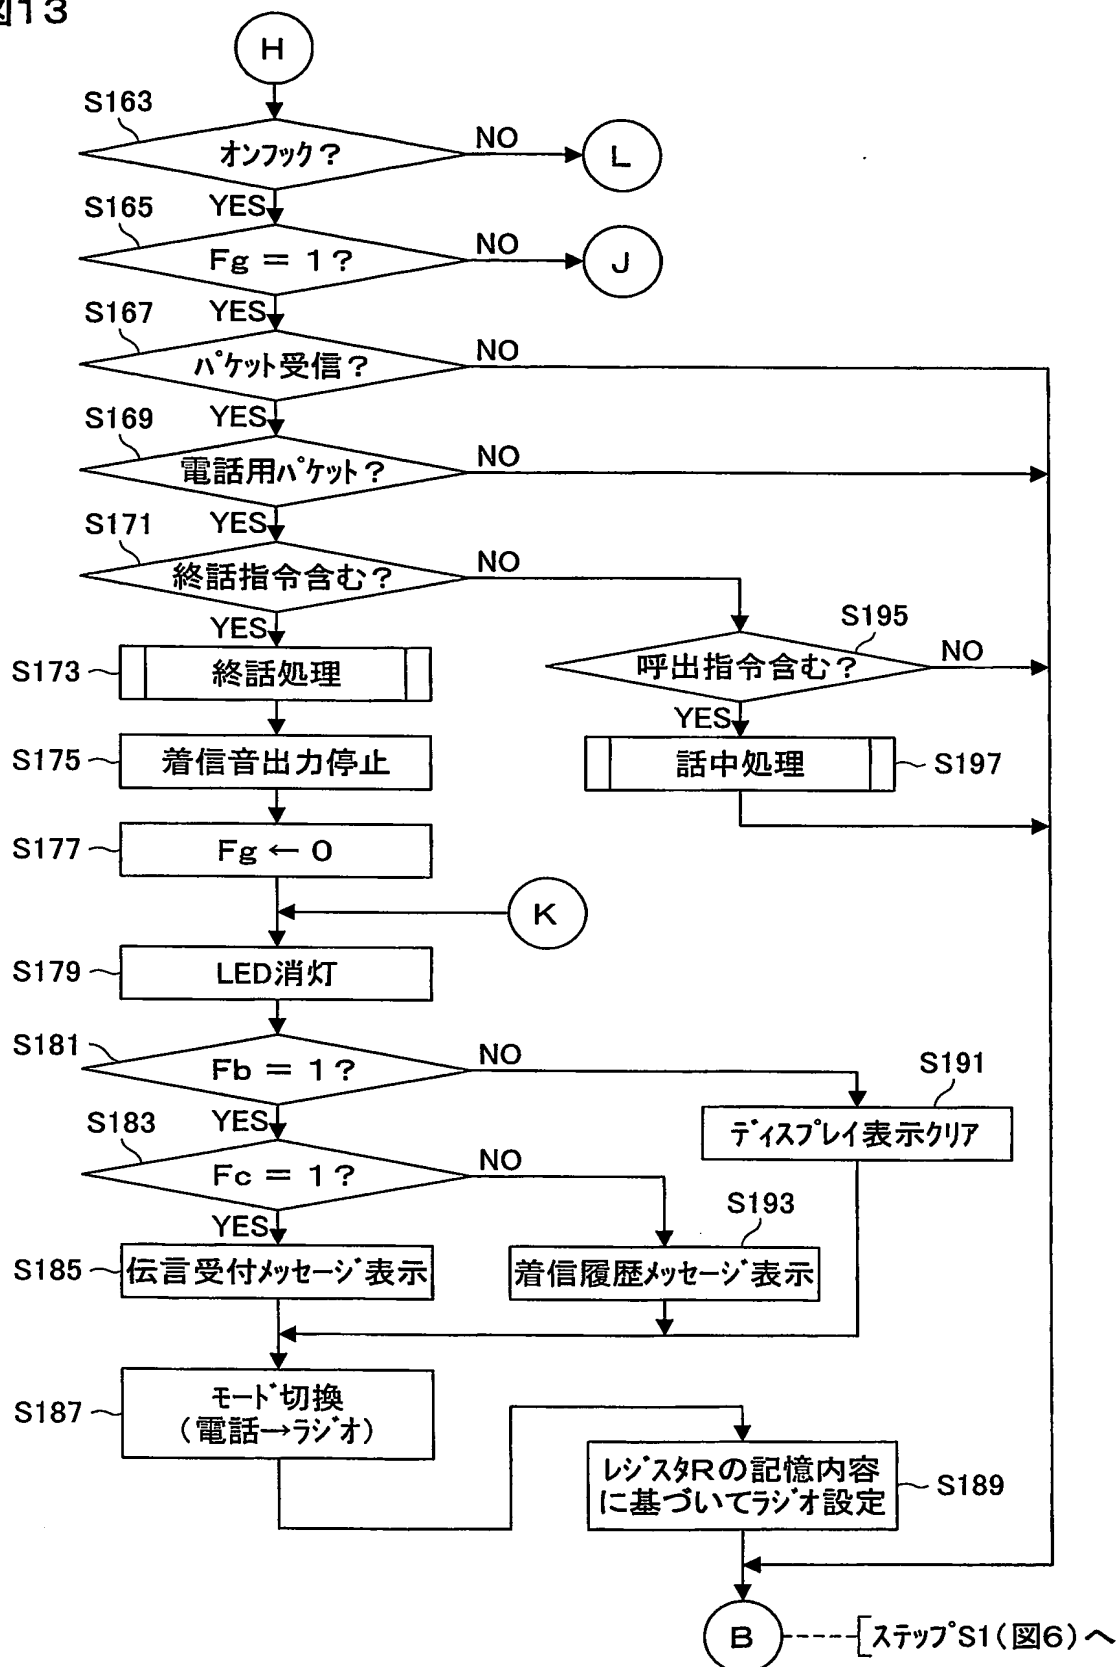 図13
H
S163
オンフック?
NO
L
YES
S165
Fg = 1?
NO
J
YES
S167
パケット受信?
NO
YES
S169
電話用パケット?
NO
YES
S171
終話指令含む?
NO
YES
S195
呼出指令含む?
NO
YES
S173
終話処理
話中処理
S197
S175
着信音出力停止
S177
Fg ← 0
K
S179
LED消灯
S181
Fb = 1?
NO
S191
ディスプレイ表示クリア
YES
S183
Fc = 1?
NO
YES
S193
S185
伝言受付メッセージ表示
着信履歴メッセージ表示
S187
モード切換
(電話→ラジオ)
レジスタRの記憶内容
に基づいてラジオ設定
S189
B
ステップS1(図6)へ